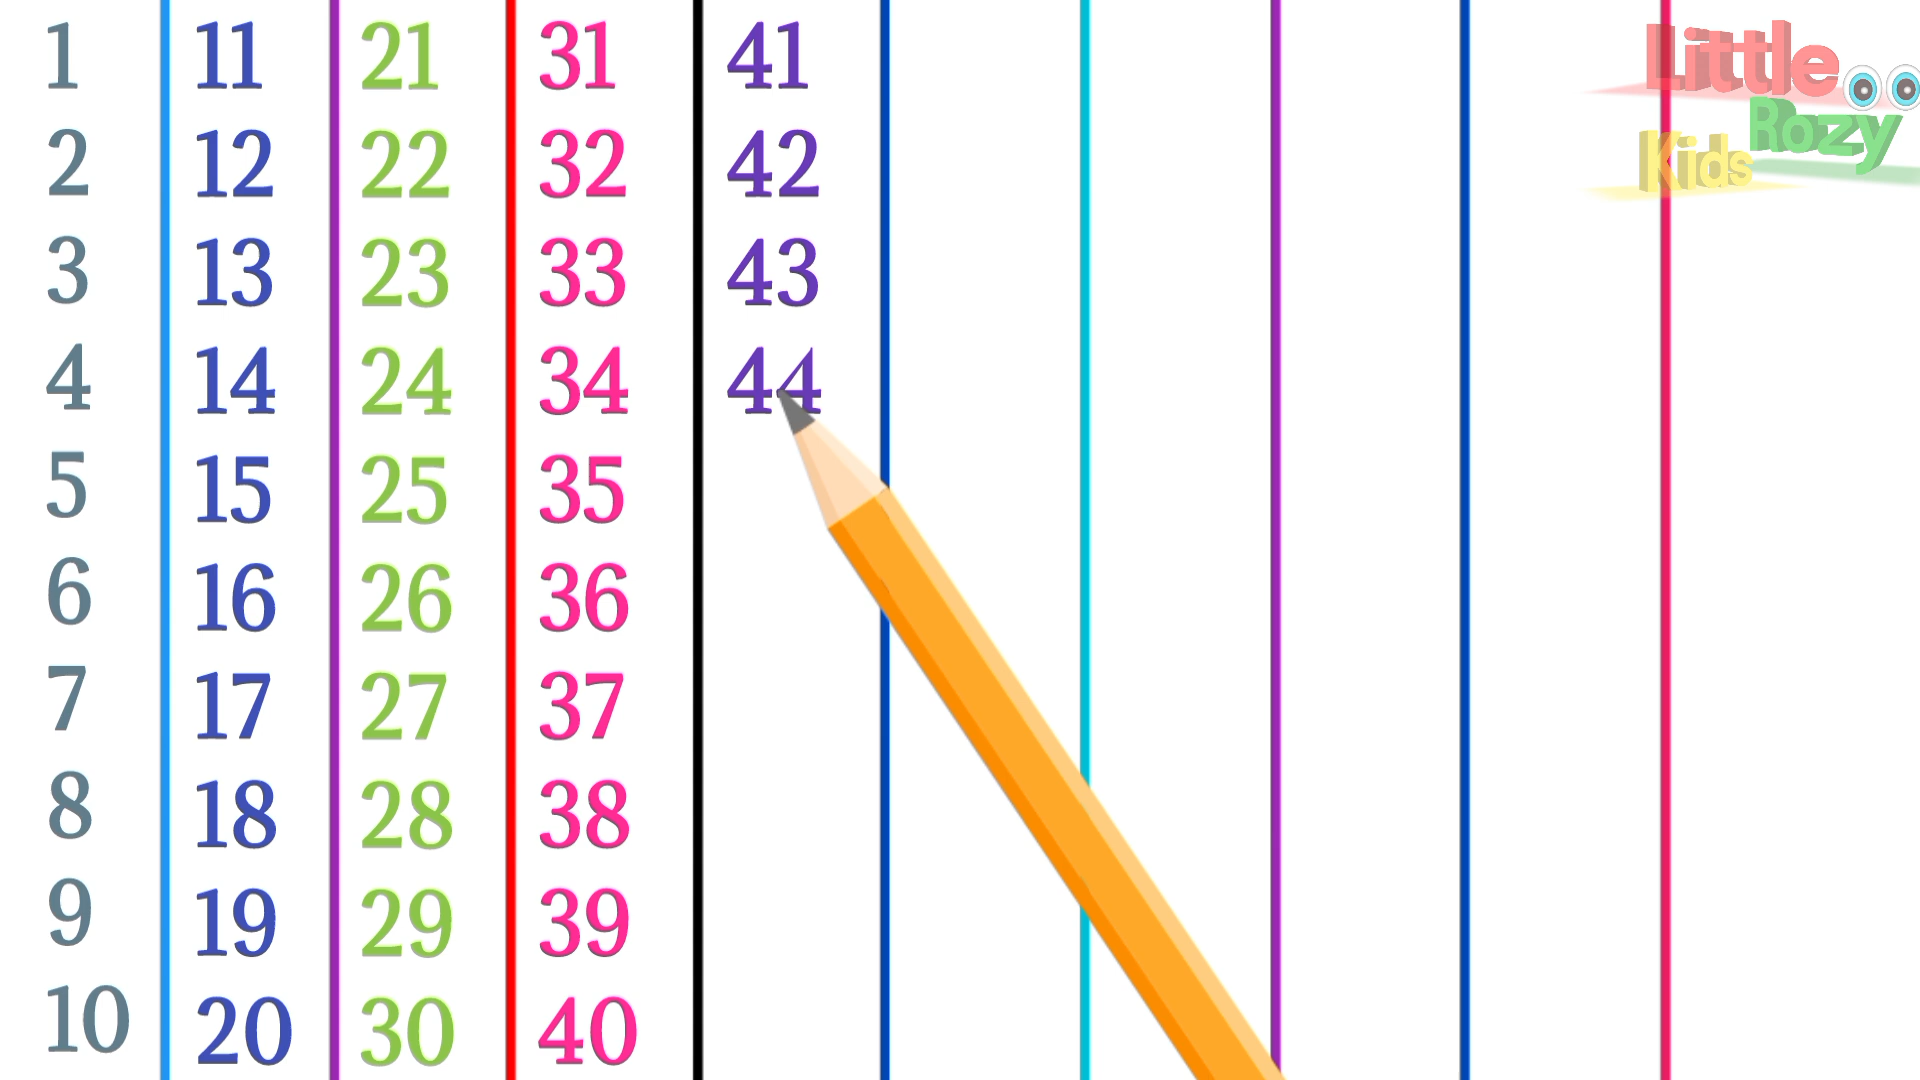 1 11 21 31 41
2 12 22 32 42
3 13 23 33 43
4 14 24 34 44
5 15 25 35
6 16 26 36
7 17 27 37
8 18 28 38
9 19 29 39
10 20 30 40
Little
Rozy
Kids